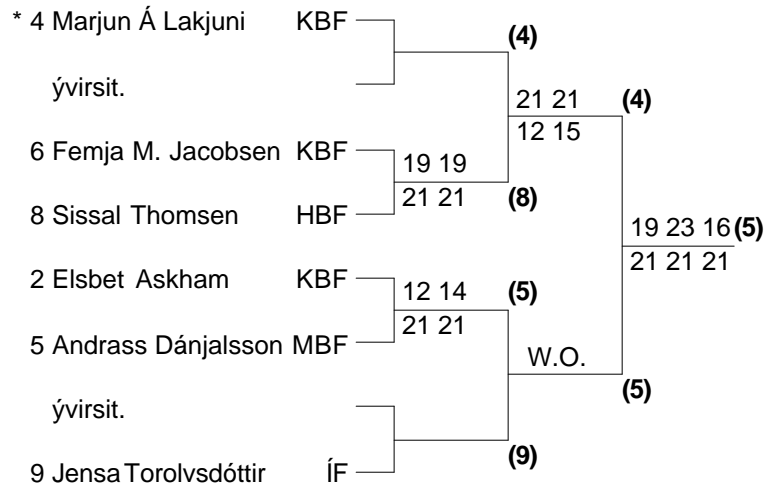 * 4 Marjun Á Lakjuni KBF (4)
ývirsit. 21 21 (4)
12 15
6 Femja M. Jacobsen KBF 19 19
21 21 (8)
8 Sissal Thomsen HBF 19 23 16 (5)
21 21 21
2 Elsbet Askham KBF 12 14 (5)
21 21
5 Andrass Dánjalsson MBF W.O.
(5)
ývirsit.
(9)
9 Jensa Torolvsdóttir ÍF